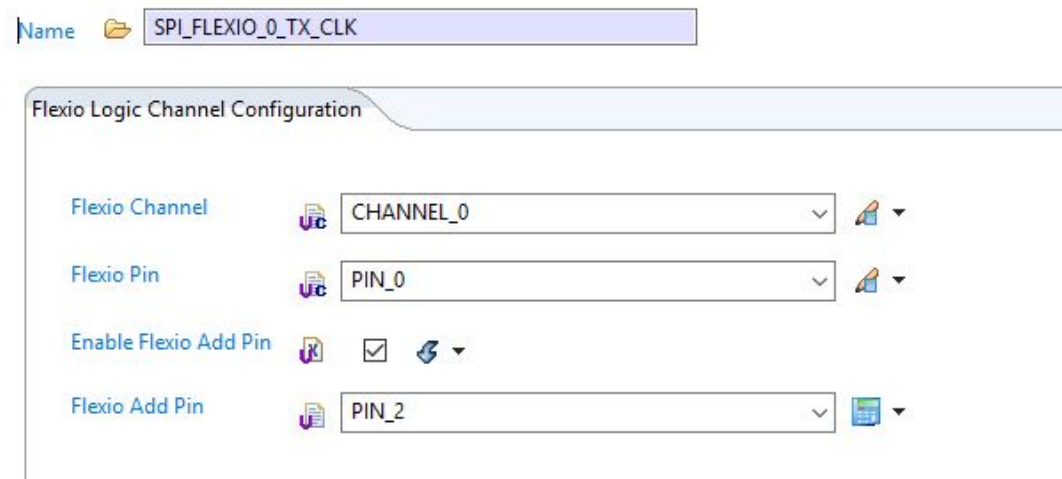 Name SPI_FLEXIO_0_TX_CLK
Flexio Logic Channel Configuration
Flexio Channel CHANNEL_0
Flexio Pin PIN_0
Enable Flexio Add Pin
Flexio Add Pin PIN_2